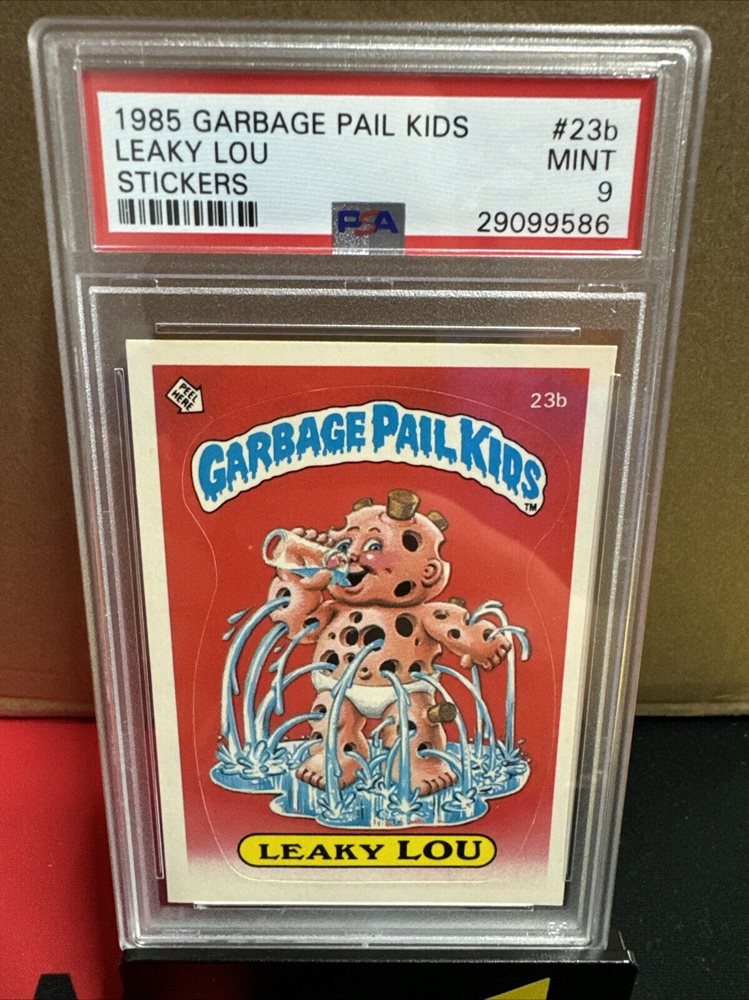 1985 GARBAGE PAIL KIDS #23b
LEAKY LOU MINT
STICKERS 9
PSA 29099586
PEEL
HERE
23b
GARBAGE PAIL KIDS
TM
LEAKY LOU